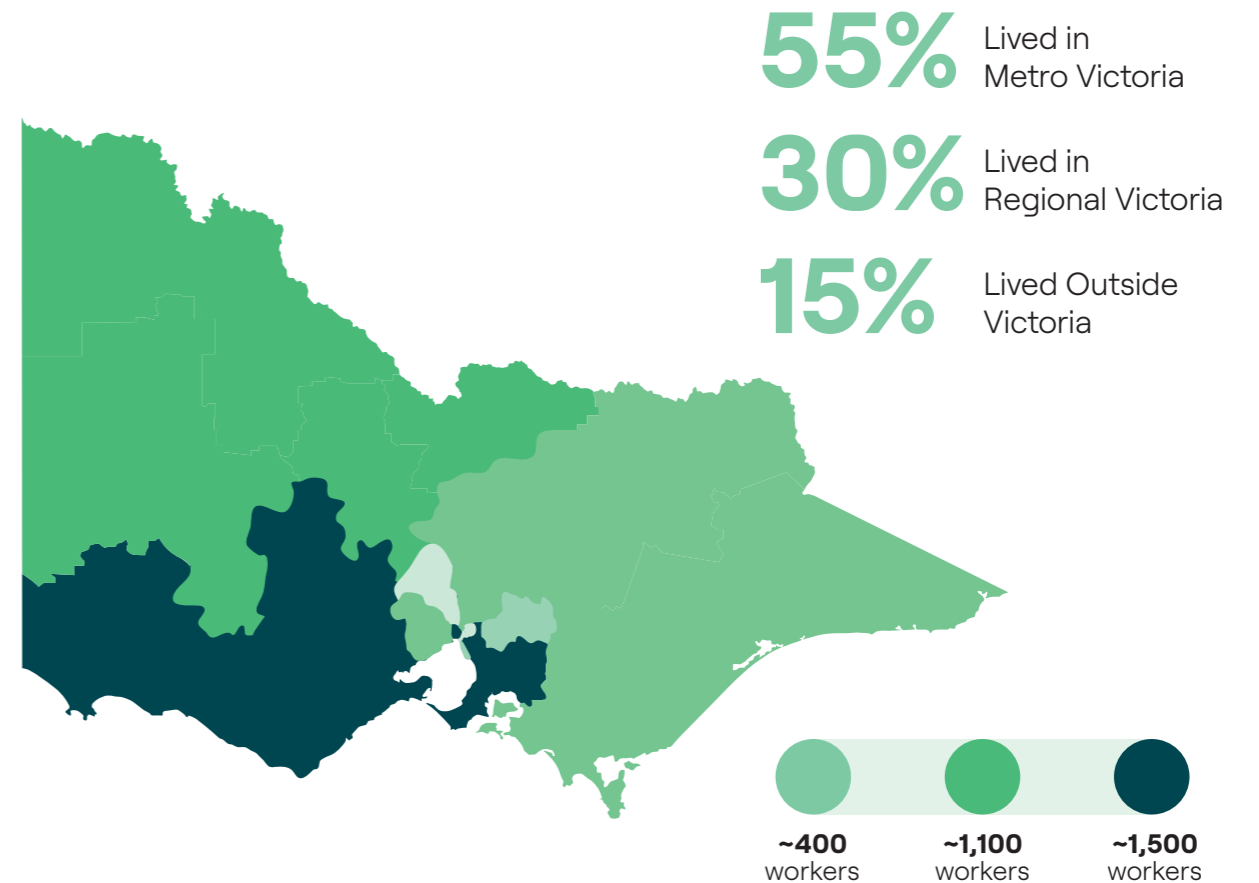 55%
Lived in
Metro Victoria
30%
Lived in
Regional Victoria
15%
Lived Outside
Victoria
~400
workers
~1,100
workers
~1,500
workers